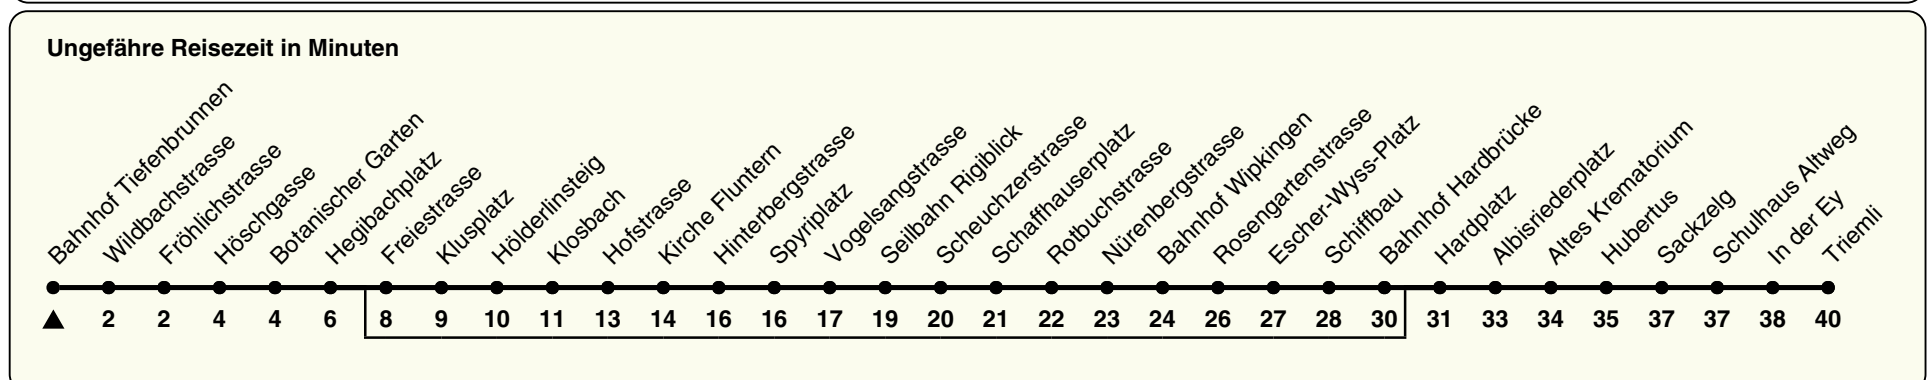 Ungefähre Reisezeit in Minuten
Bahnhof Tiefenbrunnen
Wildbachstrasse
Fröhlichstrasse
Höschgasse
Botanischer Garten
Hegibachplatz
Freiestrasse
Klusplatz
Hölderlinsteig
Klosbach
Hofstrasse
Kirche Fluntern
Hinterbergstrasse
Spyriplatz
Vogelsangstrasse
Seilbahn Rigiblick
Scheuchzerstrasse
Schaffhauserplatz
Rotbuchstrasse
Nürenbergstrasse
Bahnhof Wipkingen
Rosengartenstrasse
Escher-Wyss-Platz
Schiffbau
Bahnhof Hardbrücke
Hardplatz
Albisriederplatz
Altes Krematorium
Hubertus
Sackzelg
Schulhaus Altweg
In der Ey
Triemli
2 2 4 4 6 8 9 10 11 13 14 16 16 17 19 20 21 22 23 24 26 27 28 30 31 33 34 35 37 37 38 40